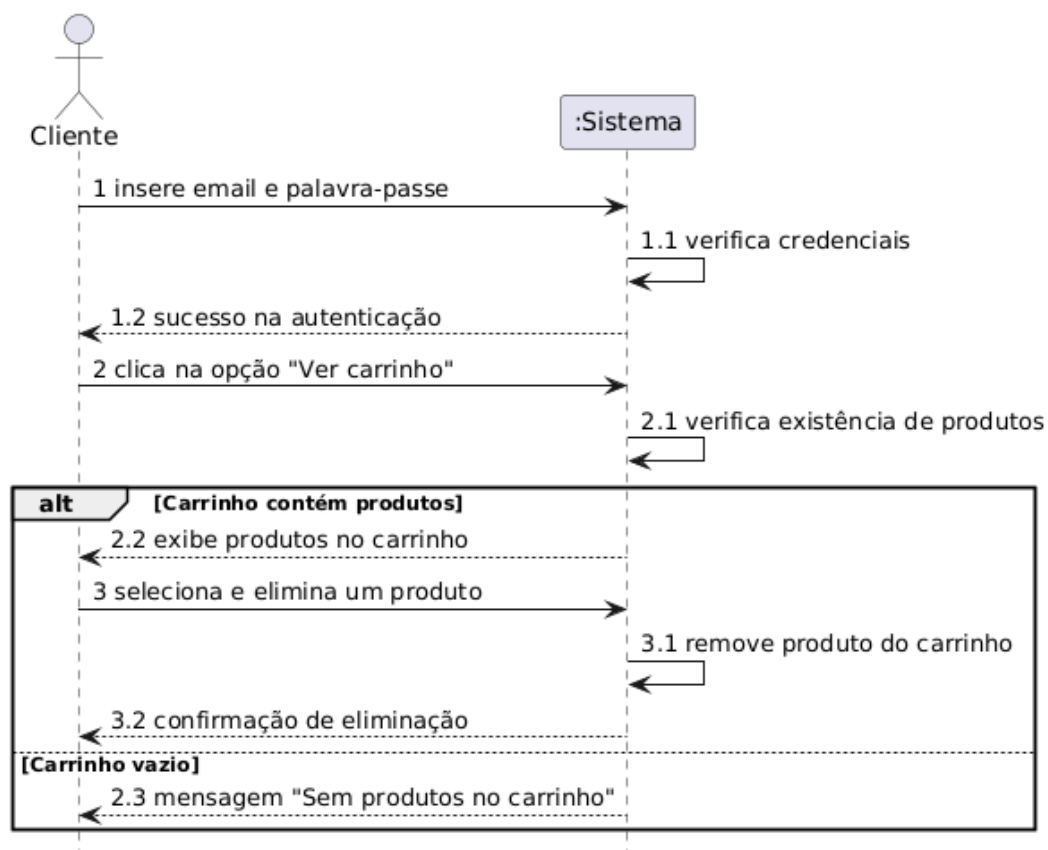 Cliente
:Sistema
1 insere email e palavra-passe
1.1 verifica credenciais
1.2 sucesso na autenticação
2 clica na opção "Ver carrinho"
2.1 verifica existência de produtos
alt
[Carrinho contém produtos]
2.2 exibe produtos no carrinho
3 seleciona e elimina um produto
3.1 remove produto do carrinho
3.2 confirmação de eliminação
[Carrinho vazio]
2.3 mensagem "Sem produtos no carrinho"